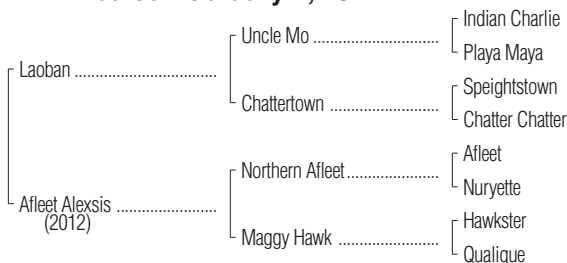 Indian Charlie
Uncle Mo ..............................
Playa Maya
Laoban ..................................
Speightstown
Chattertown ..........................
Chatter Chatter
Afleet
Northern Afleet......................
Nuryette
Afleet Alexsis ........................
(2012)
Hawkster
Maggy Hawk ........................
Qualique